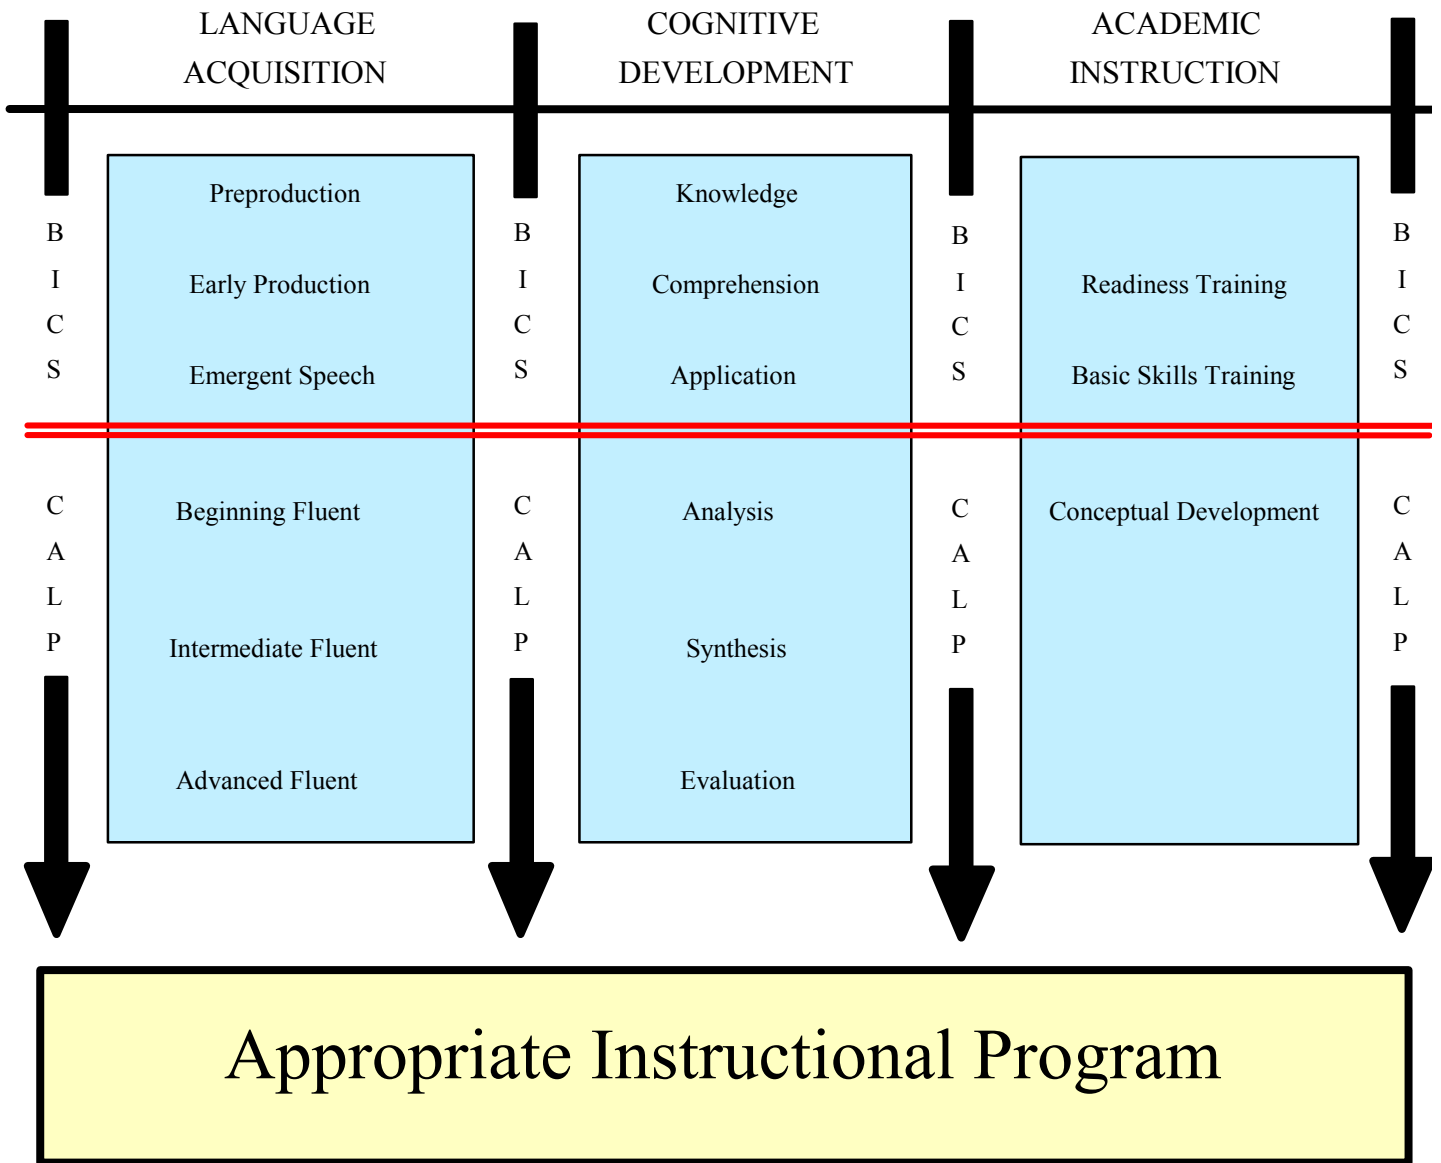 LANGUAGE
ACQUISITION
COGNITIVE
DEVELOPMENT
ACADEMIC
INSTRUCTION
B
I
C
S
C
A
L
P
Preproduction
Early Production
Emergent Speech
Beginning Fluent
Intermediate Fluent
Advanced Fluent
B
I
C
S
C
A
L
P
Knowledge
Comprehension
Application
Analysis
Synthesis
Evaluation
B
I
C
S
C
A
L
P
Readiness Training
Basic Skills Training
Conceptual Development
B
I
C
S
C
A
L
P
Appropriate Instructional Program